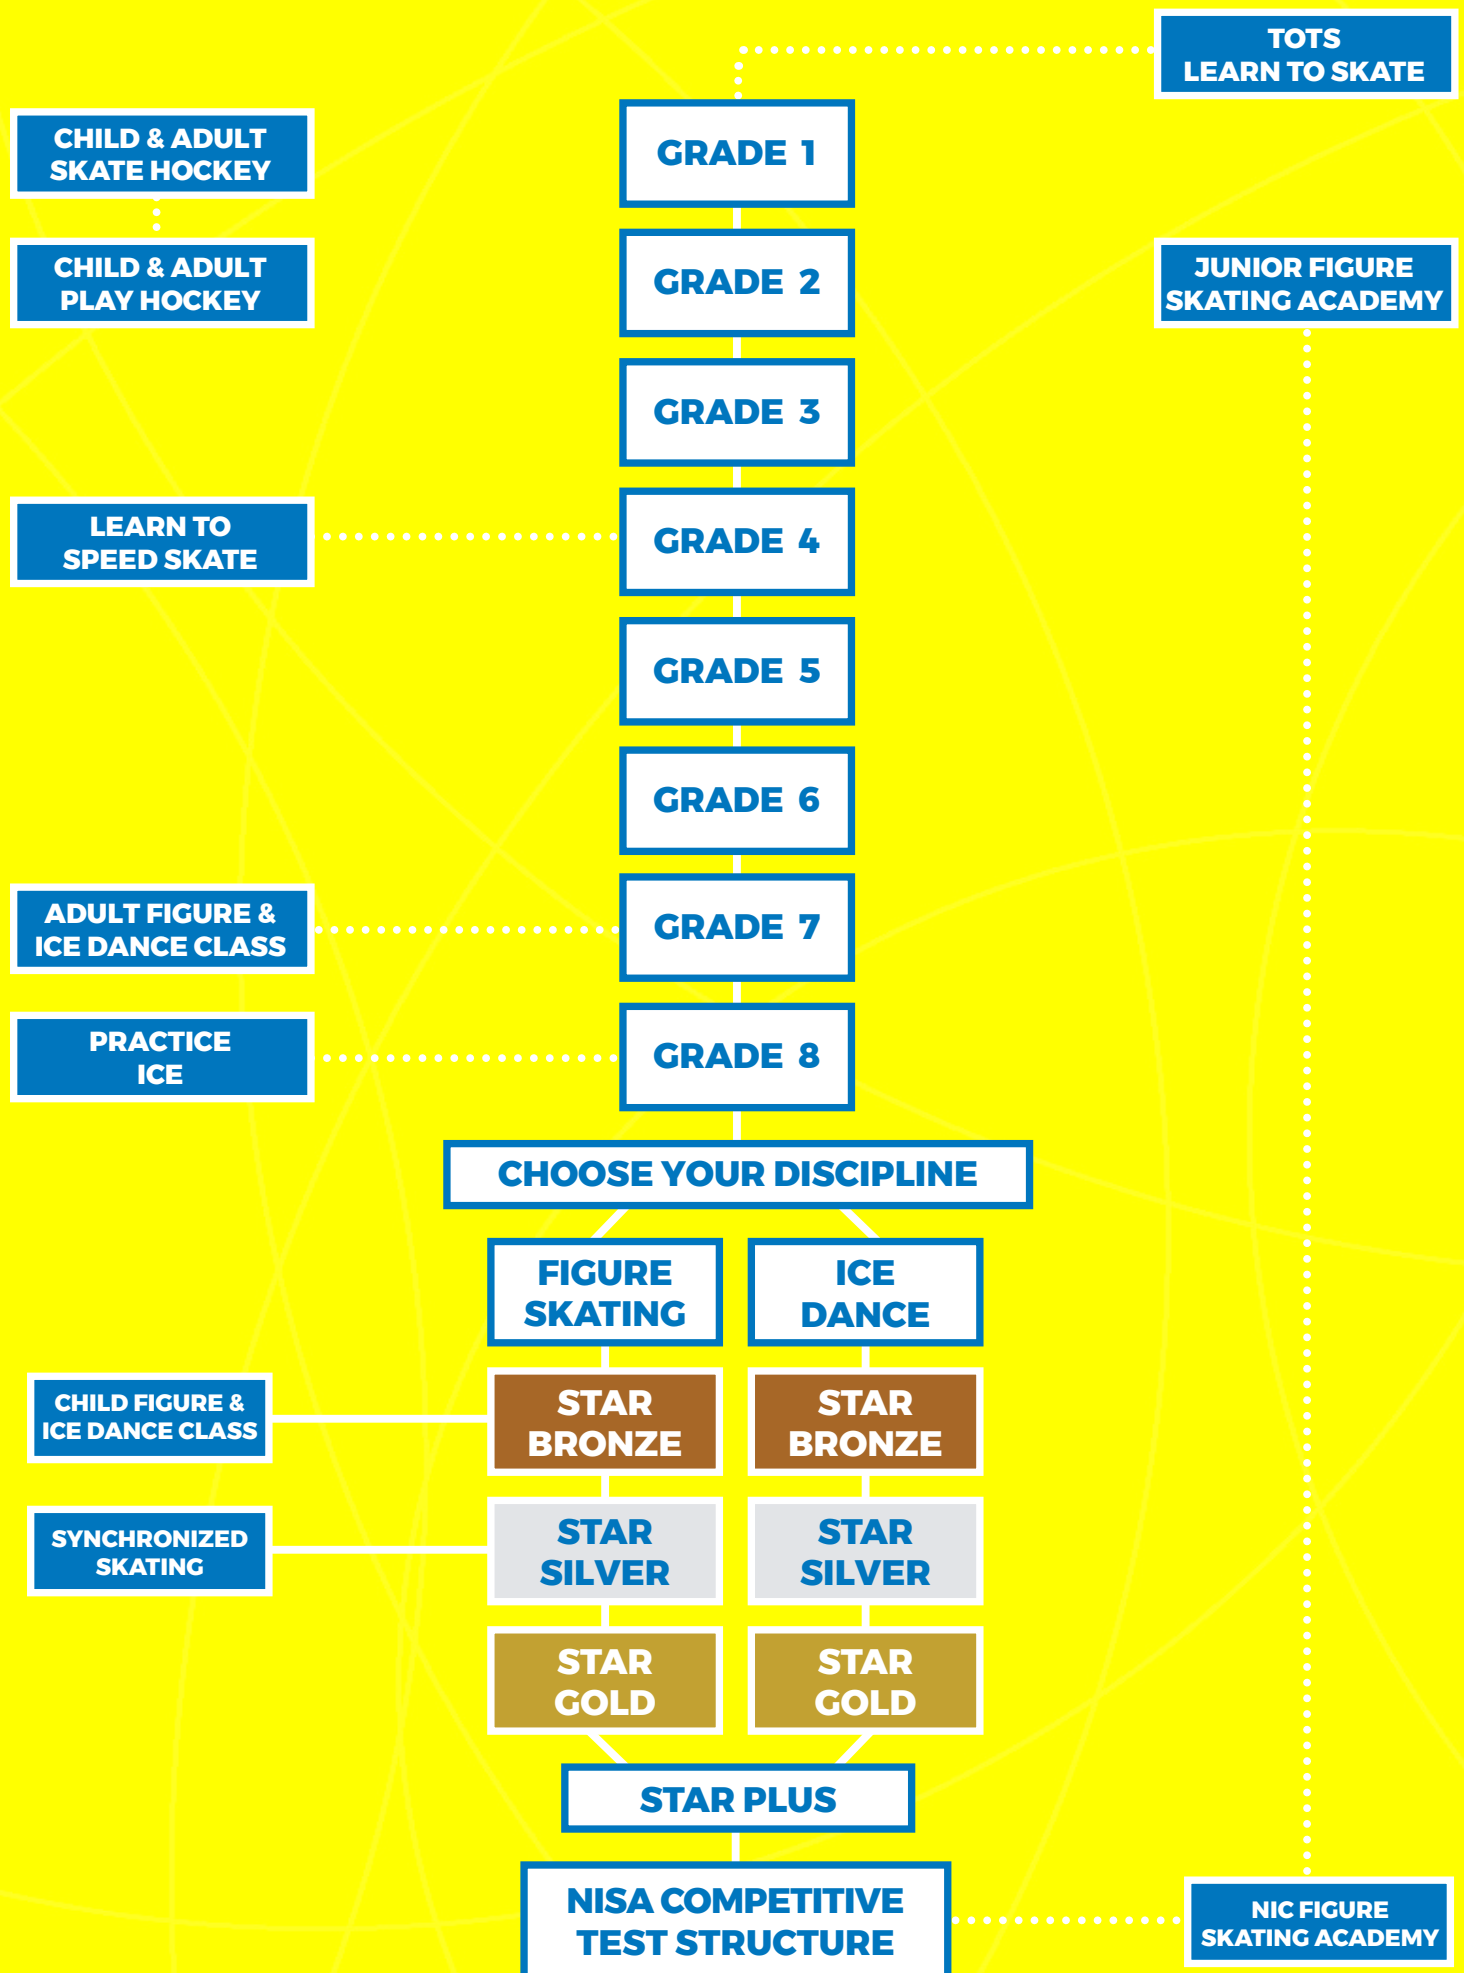 TOTS
LEARN TO SKATE
CHILD & ADULT
SKATE HOCKEY
GRADE 1
CHILD & ADULT
PLAY HOCKEY
GRADE 2
JUNIOR FIGURE
SKATING ACADEMY
GRADE 3
LEARN TO
SPEED SKATE
GRADE 4
GRADE 5
GRADE 6
ADULT FIGURE &
ICE DANCE CLASS
GRADE 7
PRACTICE
ICE
GRADE 8
CHOOSE YOUR DISCIPLINE
FIGURE
SKATING
ICE
DANCE
CHILD FIGURE &
ICE DANCE CLASS
STAR
BRONZE
STAR
BRONZE
SYNCHRONIZED
SKATING
STAR
SILVER
STAR
SILVER
STAR
GOLD
STAR
GOLD
STAR PLUS
NISA COMPETITIVE
TEST STRUCTURE
NIC FIGURE
SKATING ACADEMY